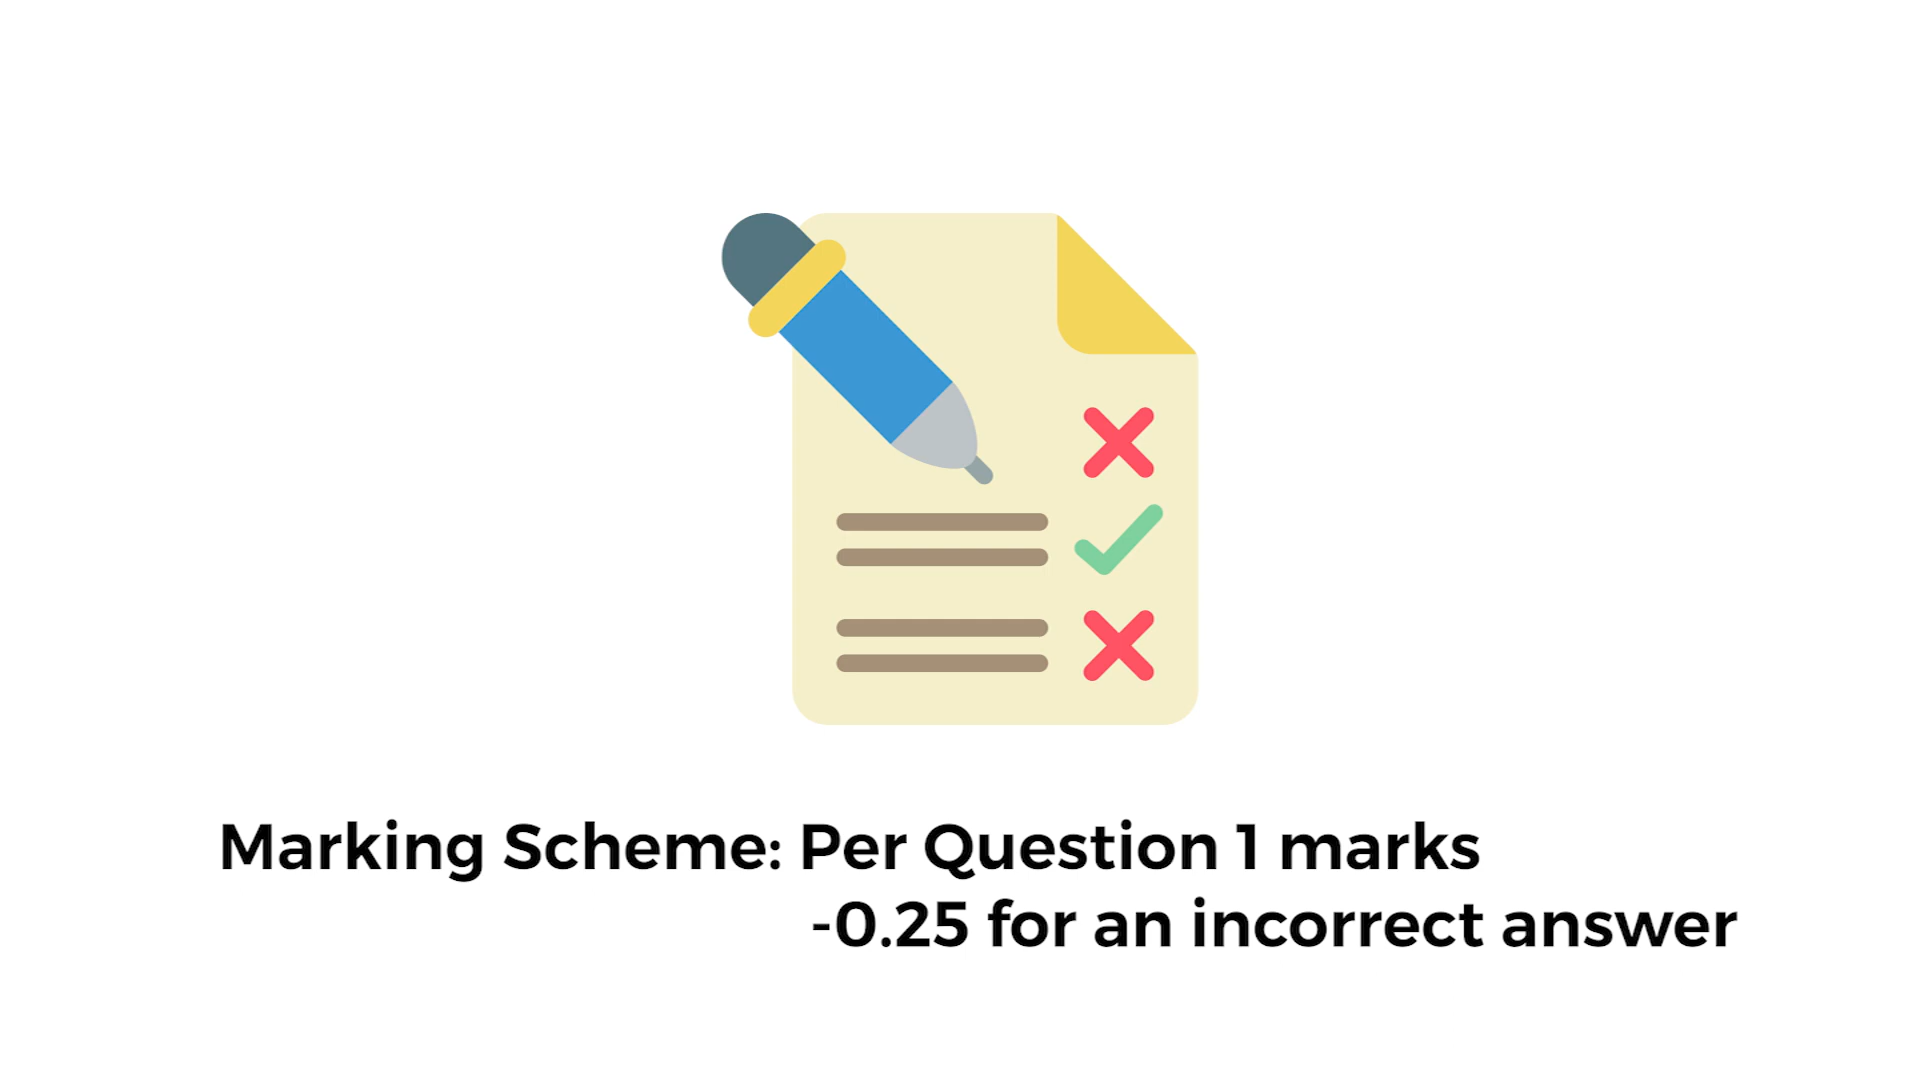 Marking Scheme: Per Question 1 marks
-0.25 for an incorrect answer